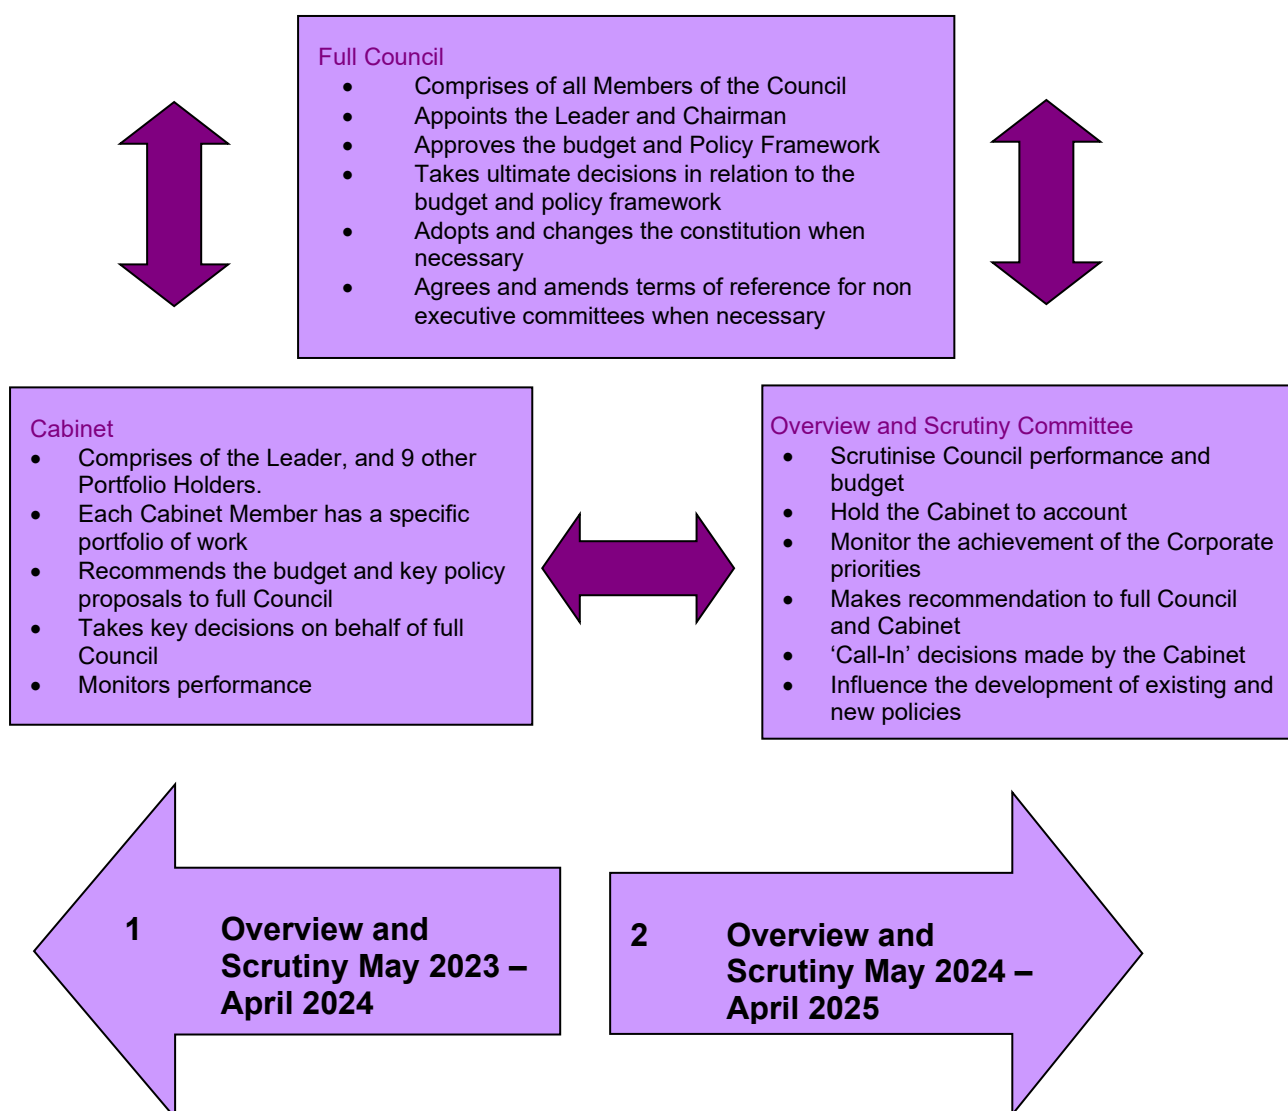 Full Council
• Comprises of all Members of the Council
• Appoints the Leader and Chairman
• Approves the budget and Policy Framework
• Takes ultimate decisions in relation to the
budget and policy framework
• Adopts and changes the constitution when
necessary
• Agrees and amends terms of reference for non
executive committees when necessary
Cabinet
• Comprises of the Leader, and 9 other
Portfolio Holders.
• Each Cabinet Member has a specific
portfolio of work
• Recommends the budget and key policy
proposals to full Council
• Takes key decisions on behalf of full
Council
• Monitors performance
Overview and Scrutiny Committee
• Scrutinise Council performance and
budget
• Hold the Cabinet to account
• Monitor the achievement of the Corporate
priorities
• Makes recommendation to full Council
and Cabinet
• ‘Call-In’ decisions made by the Cabinet
• Influence the development of existing and
new policies
1 Overview and
Scrutiny May 2023 –
April 2024
2 Overview and
Scrutiny May 2024 –
April 2025